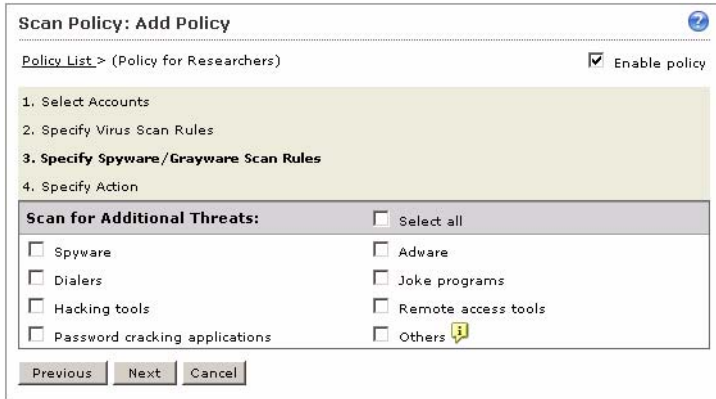 Scan Policy: Add Policy
?
Policy List > (Policy for Researchers)
Enable policy
1. Select Accounts
2. Specify Virus Scan Rules
3. Specify Spyware/Grayware Scan Rules
4. Specify Action
Scan for Additional Threats:
Select all
Spyware
Adware
Dialers
Joke programs
Hacking tools
Remote access tools
Password cracking applications
Others
Previous
Next
Cancel